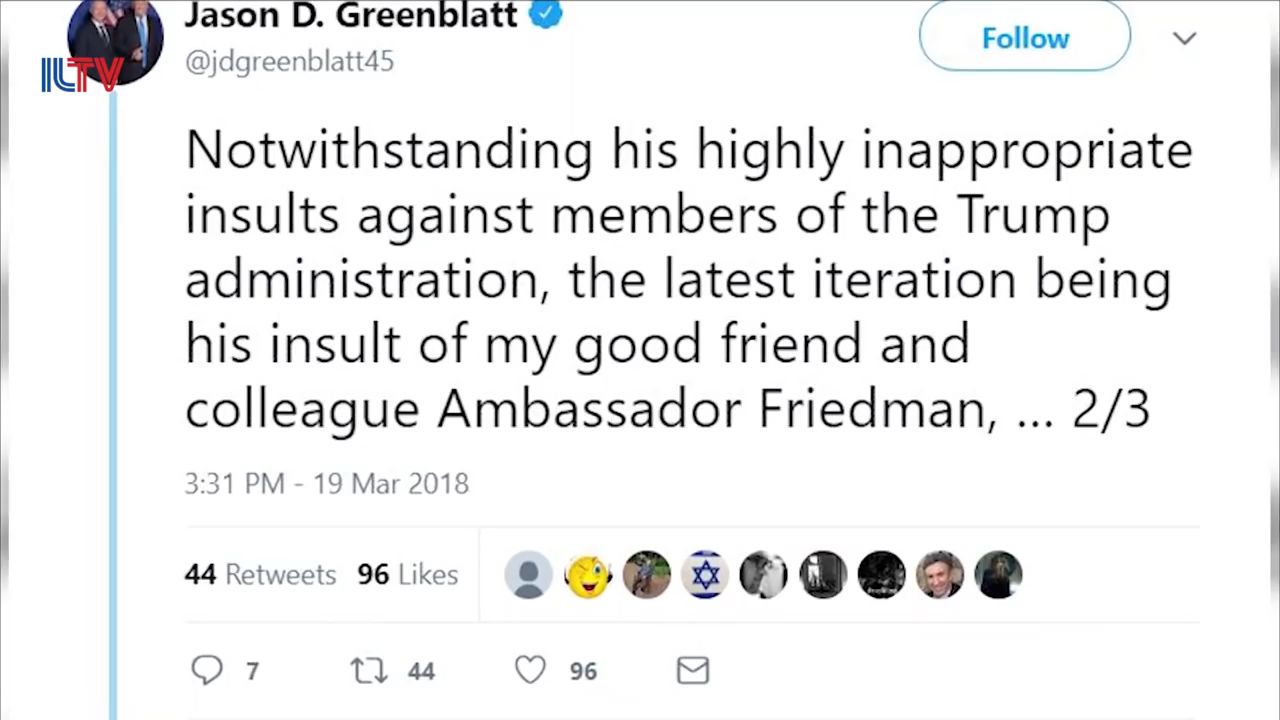 Jason D. Greenblatt
Follow
@jdgreenblatt45
ILTV
Notwithstanding his highly inappropriate
insults against members of the Trump
administration, the latest iteration being
his insult of my good friend and
colleague Ambassador Friedman, ... 2/3
3:31 PM - 19 Mar 2018
44 Retweets 96 Likes
7 44 96